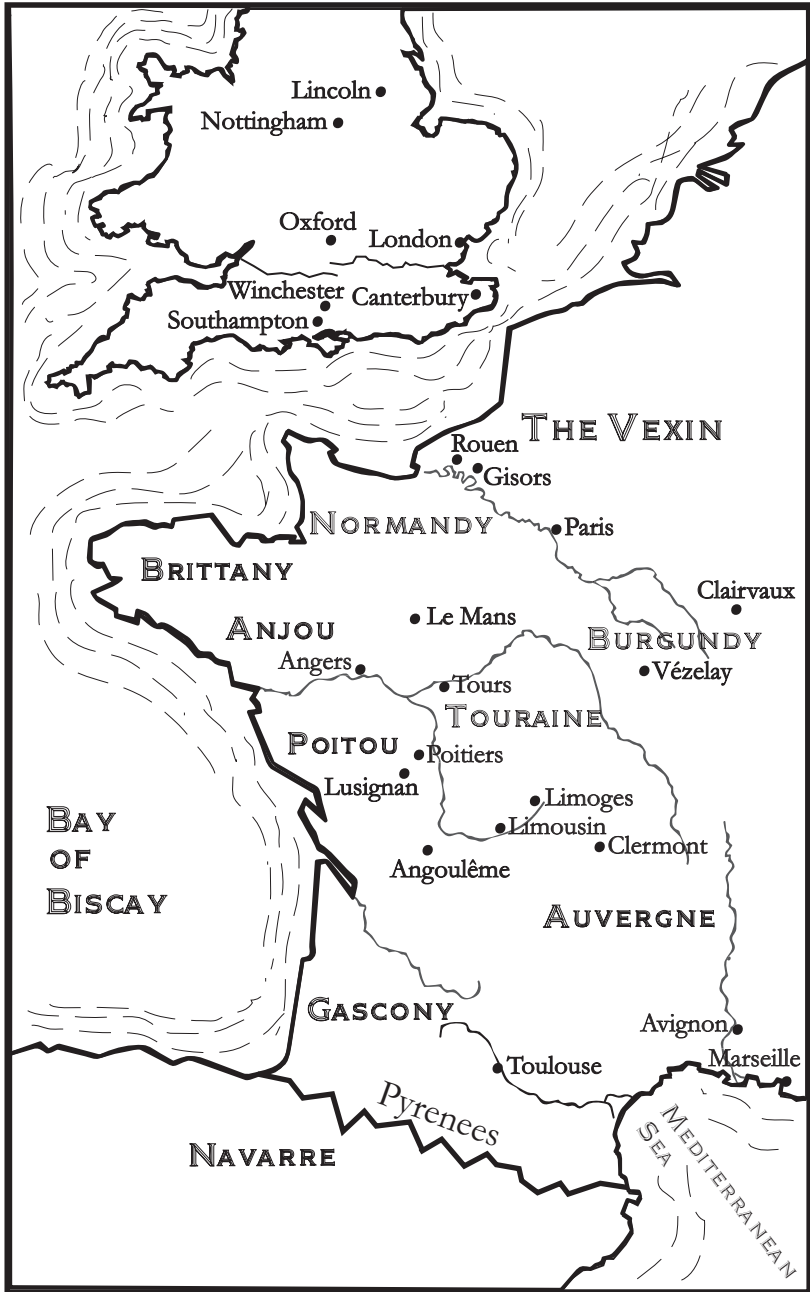 Lincoln
Nottingham
Oxford
London
Winchester
Canterbury
Southampton
The Vexin
Rouen
Gisors
Normandy
Paris
Brittany
Clairvaux
Anjou
Le Mans
Burgundy
Angers
Vézelay
Tours
Touraine
Poitou
Poitiers
Lusignan
Limoges
Limousin
Bay
of
Biscay
Clermont
Angoulême
Auvergne
Gascony
Avignon
Marseille
Toulouse
Pyrenees
Navarre
Mediterranean
Sea